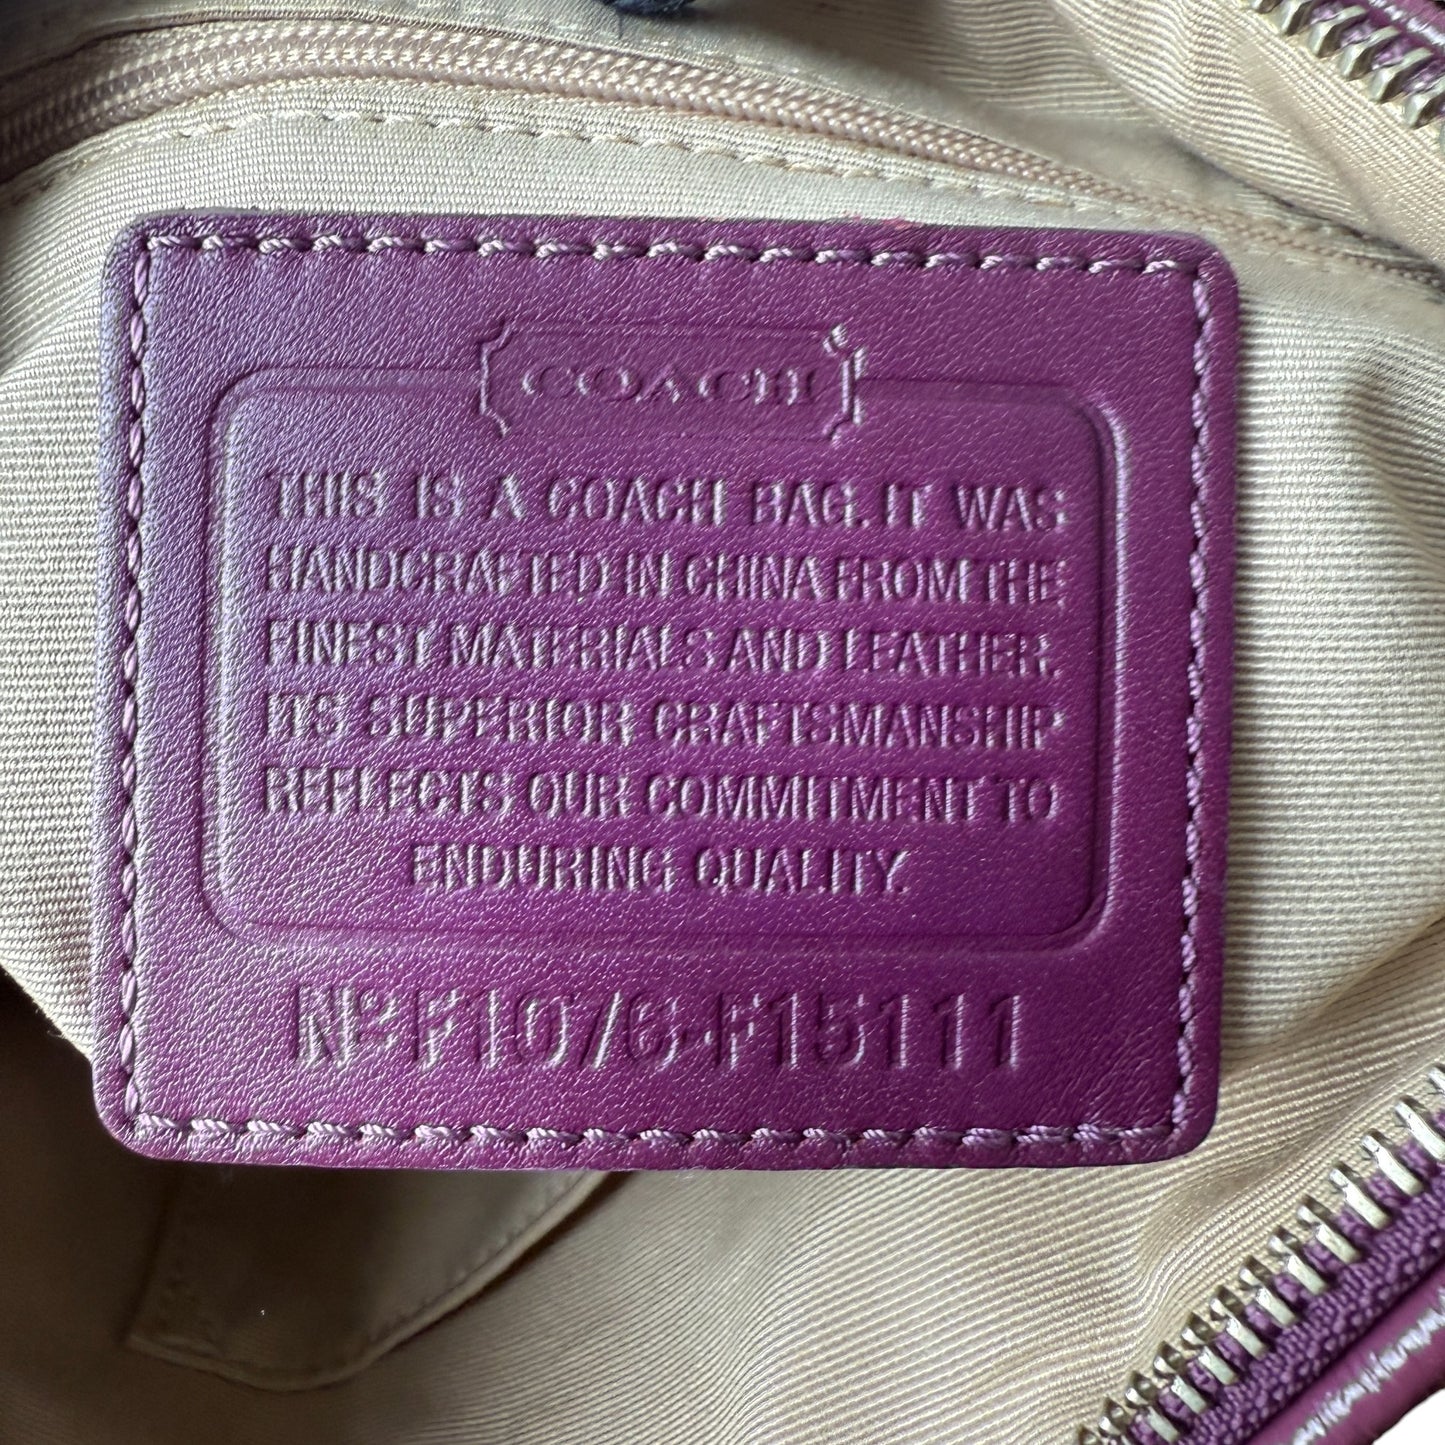 COACH
THIS IS A COACH BAG. IT WAS
HANDCRAFTED IN CHINA FROM THE
FINEST MATERIALS AND LEATHER.
ITS SUPERIOR CRAFTSMANSHIP
REFLECTS OUR COMMITMENT TO
ENDURING QUALITY.
Nº F1076-F15111